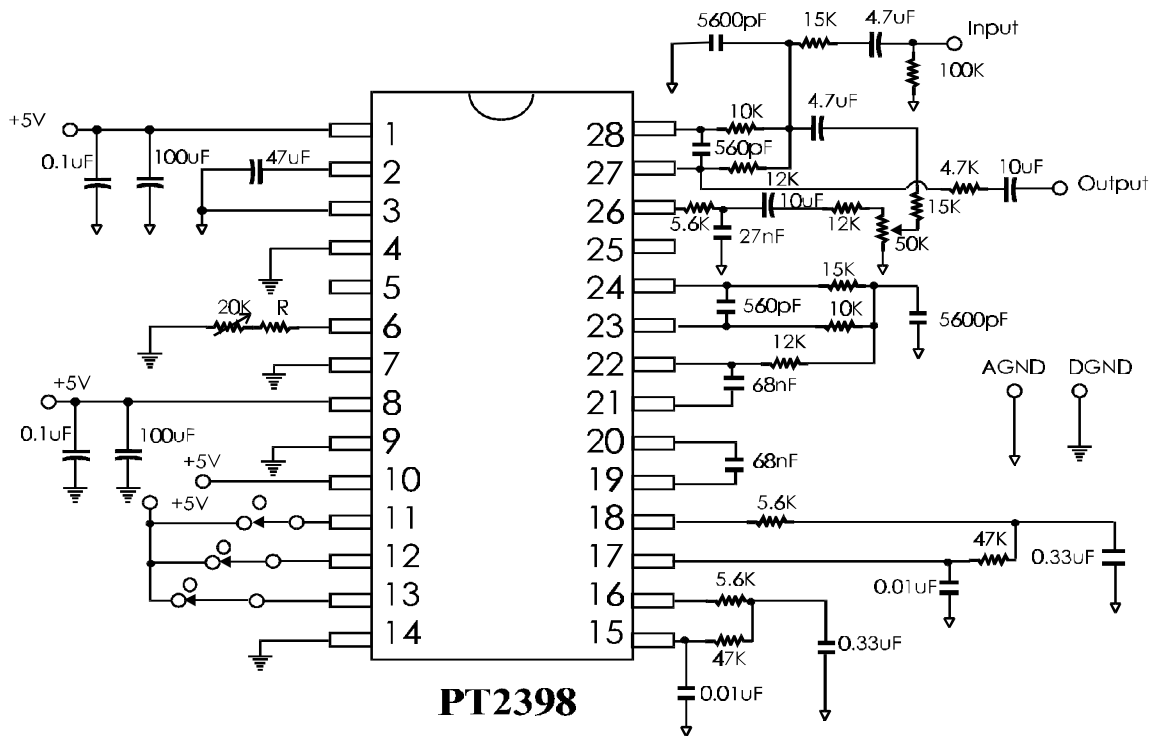 5600pF
15K
4.7uF
Input
100K
+5V
0.1uF
100uF
47uF
1
2
3
4
5
6
7
8
9
10
11
12
13
14
28
27
26
25
24
23
22
21
20
19
18
17
16
15
10K
4.7uF
560pF
12K
4.7K
10uF
Output
5.6K
10uF
27nF
12K
15K
50K
20K
R
15K
560pF
10K
5600pF
12K
68nF
AGND
DGND
+5V
0.1uF
100uF
68nF
+5V
+5V
5.6K
47K
0.33uF
0.01uF
5.6K
47K
0.33uF
0.01uF
PT2398